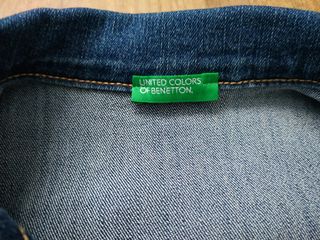 UNITED COLORS
OF BENETTON.